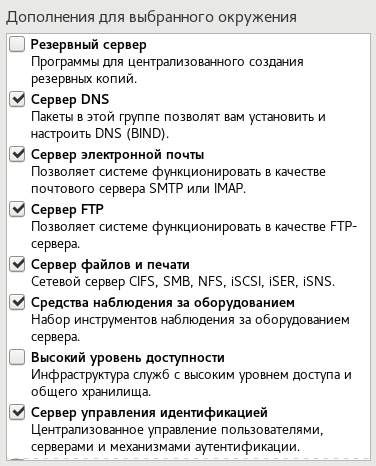 Дополнения для выбранного окружения
Резервный сервер
Программы для централизованного создания
резервных копий.
Сервер DNS
Пакеты в этой группе позволят вам установить и
настроить DNS (BIND).
Сервер электронной почты
Позволяет системе функционировать в качестве
почтового сервера SMTP или IMAP.
Сервер FTP
Позволяет системе функционировать в качестве FTP-
сервера.
Сервер файлов и печати
Сетевой сервер CIFS, SMB, NFS, iSCSI, iSER, iSNS.
Средства наблюдения за оборудованием
Набор инструментов наблюдения за оборудованием
сервера.
Высокий уровень доступности
Инфраструктура служб с высоким уровнем доступа и
общего хранилища.
Сервер управления идентификацией
Централизованное управление пользователями,
серверами и механизмами аутентификации.